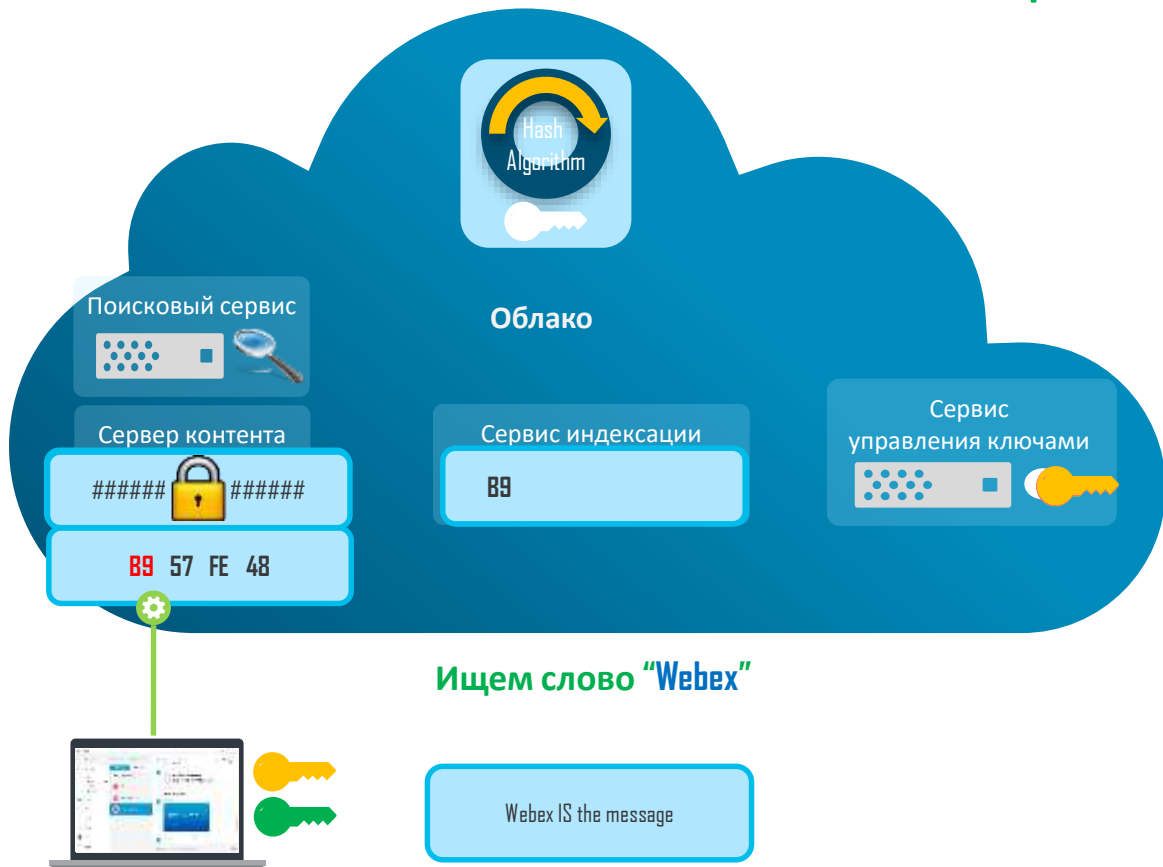 Hash
Algorithm
Поисковый сервис
Облако
Сервис
управления ключами
Сервер контента
Сервис индексации
###### ######
B9
B9 57 FE 48
Ищем слово “Webex”
Webex IS the message